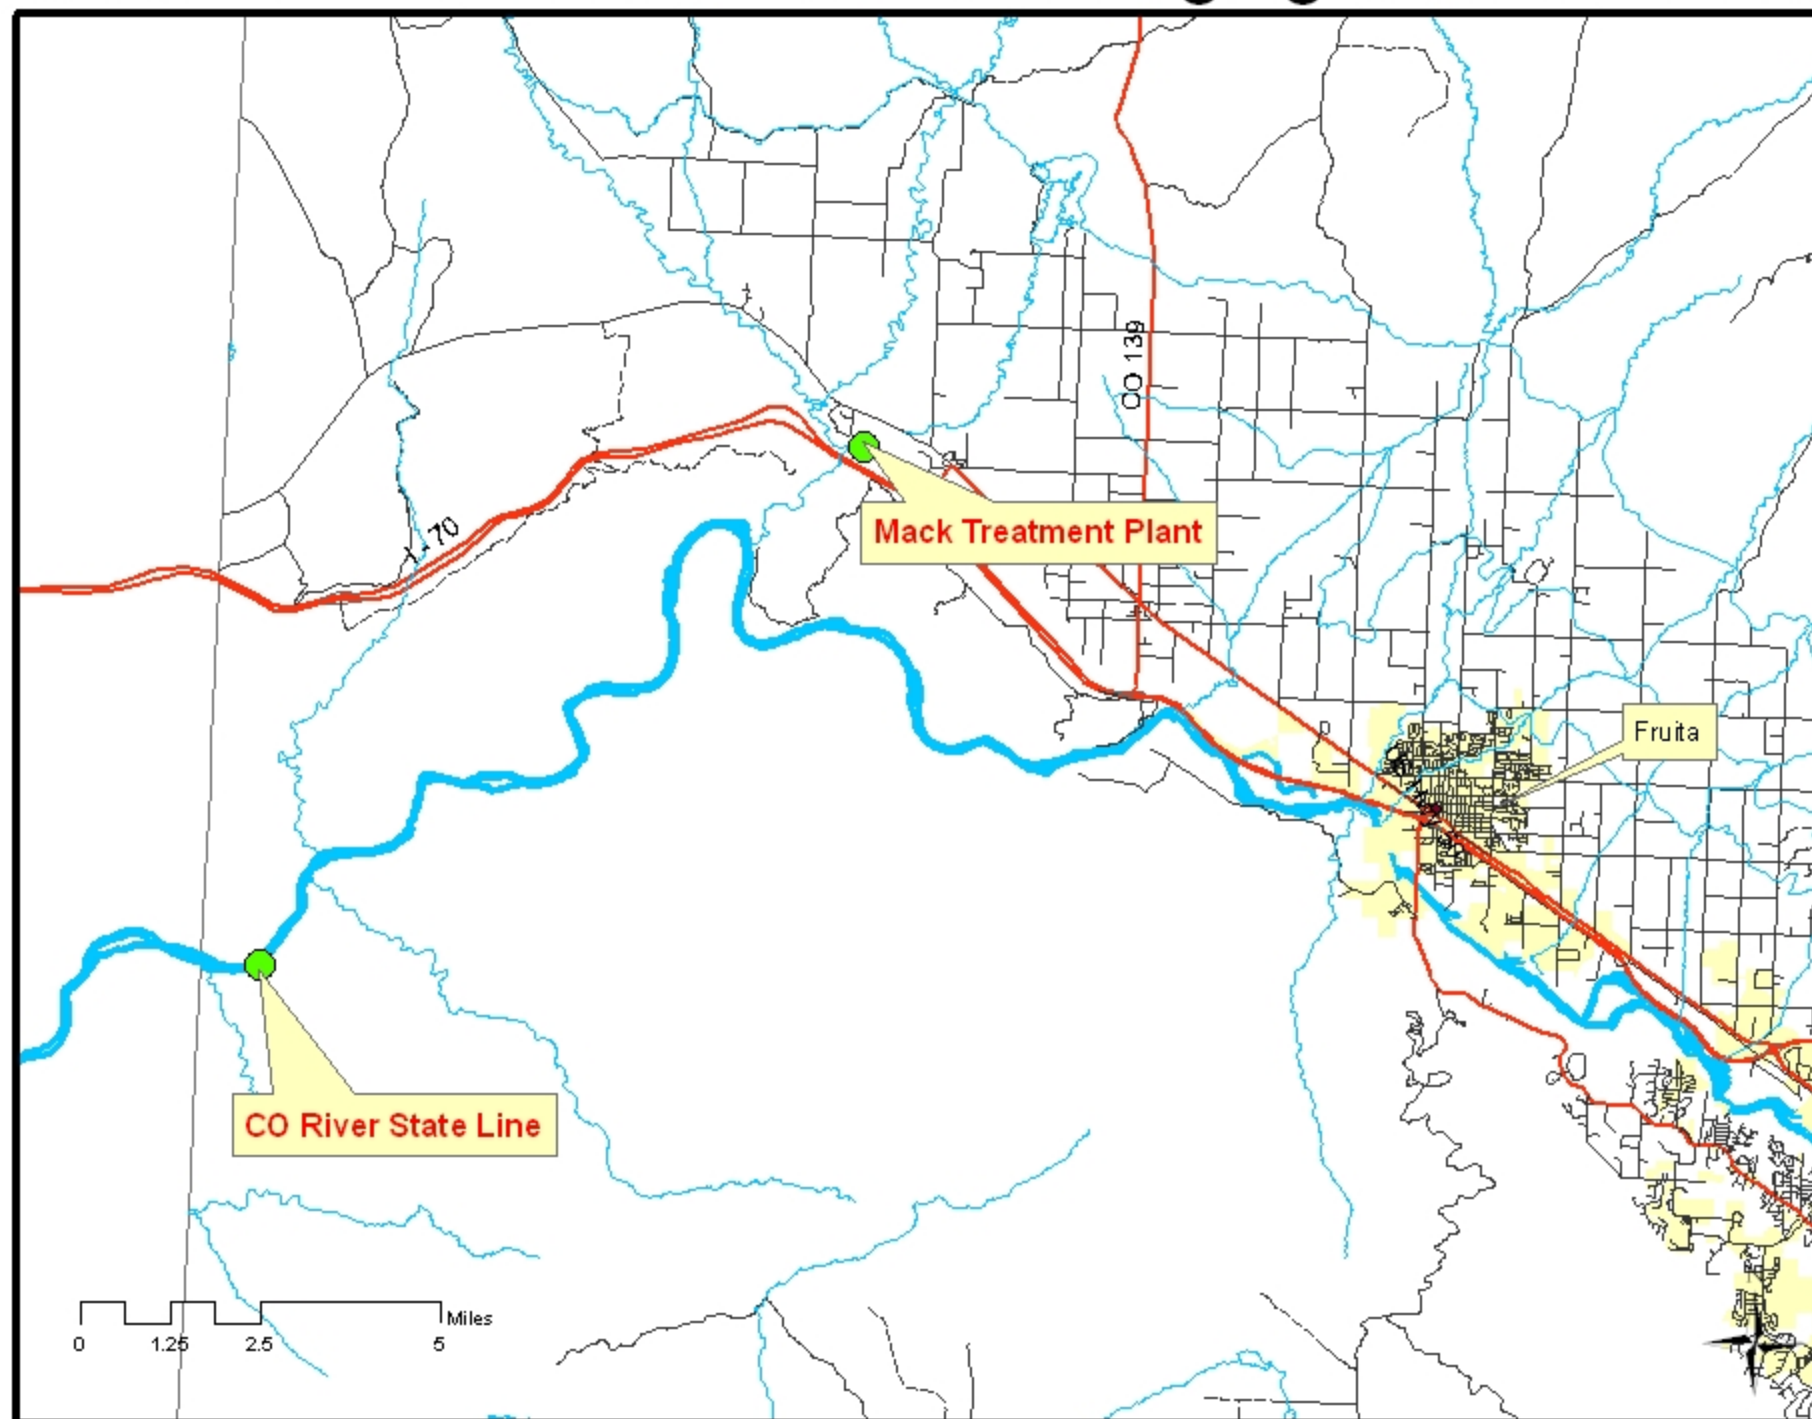 CO 139
I - 70
Mack Treatment Plant
Fruita
CO River State Line
Miles
0
1.25
2.5
5